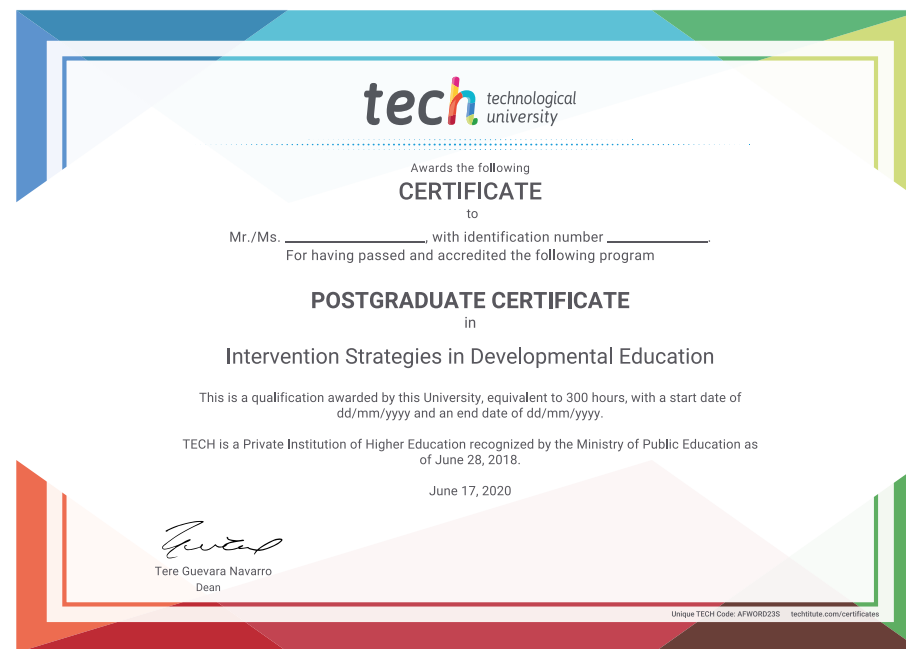 tech technological
university
Awards the following
CERTIFICATE
to
Mr./Ms. ____________________, with identification number ______________.
For having passed and accredited the following program
POSTGRADUATE CERTIFICATE
in
Intervention Strategies in Developmental Education
This is a qualification awarded by this University, equivalent to 300 hours, with a start date of
dd/mm/yyyy and an end date of dd/mm/yyyy.
TECH is a Private Institution of Higher Education recognized by the Ministry of Public Education as
of June 28, 2018.
June 17, 2020
Tere Guevara Navarro
Dean
Unique TECH Code: AFWORD23S techtitute.com/certificates